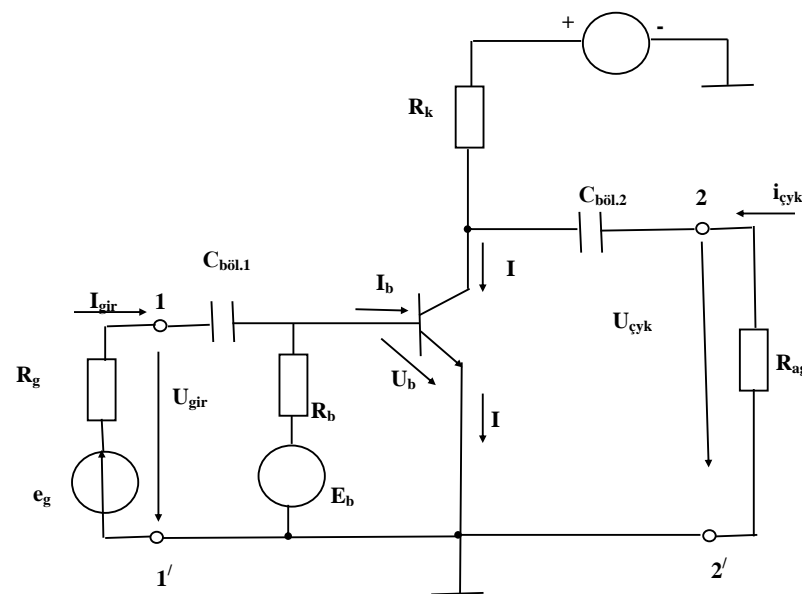 + -
R_k
C_böl.2
2
i_çyk
C_böl.1
I_gir
1
I_b
I
U_çyk
R_g
U_gir
U_b
R_b
I
R_ag
e_g
E_b
1/
2/